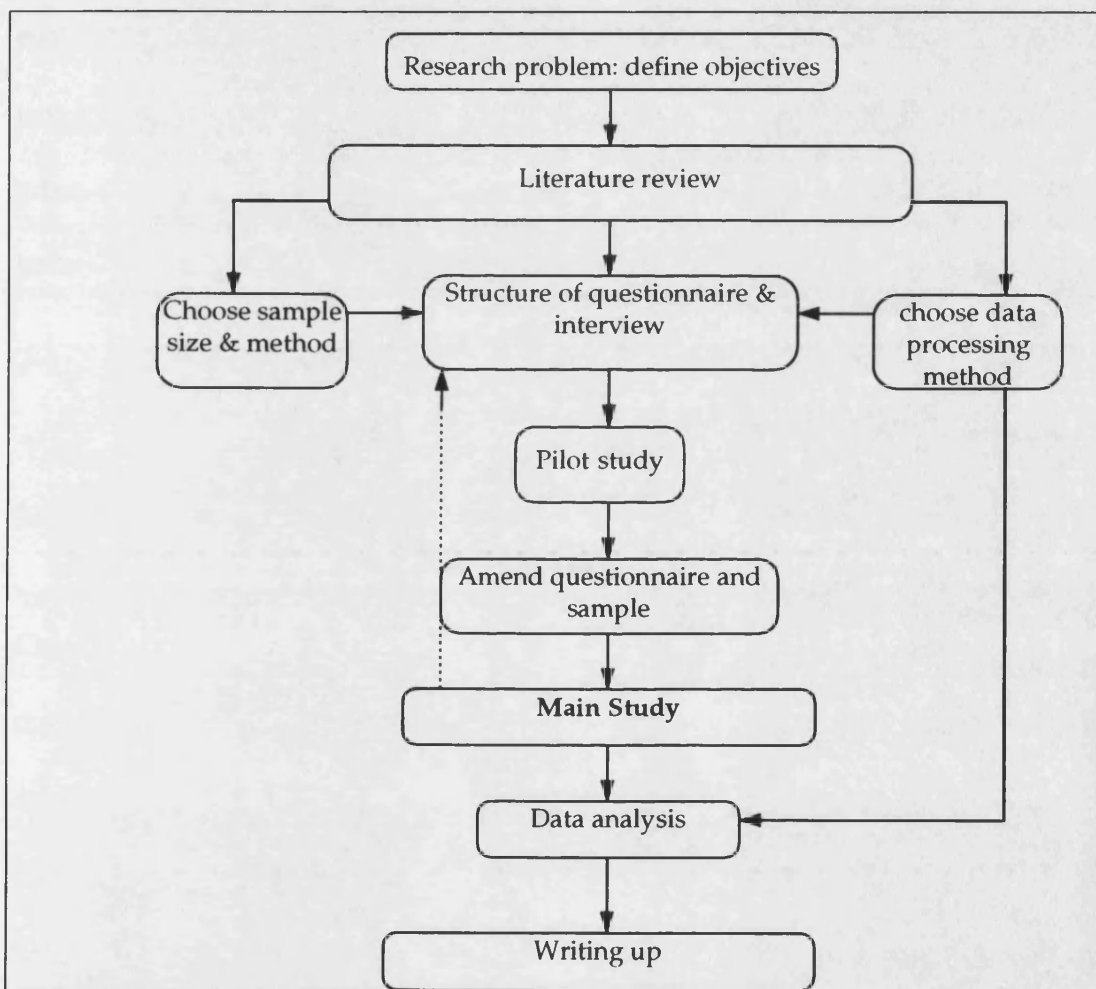 Research problem: define objectives
Literature review
Choose sample
size & method
Structure of questionnaire &
interview
choose data
processing
method
Pilot study
Amend questionnaire and
sample
Main Study
Data analysis
Writing up